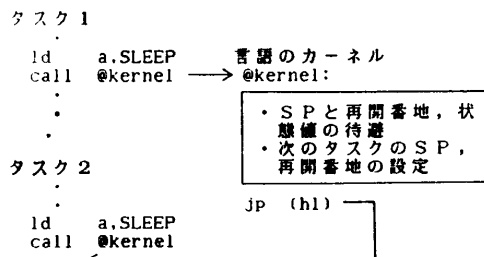 タスク1
・
ld a,SLEEP
call @kernel
・
・
・
言語のカーネル
@kernel:
・SPと再開番地,状
態値の待避
・次のタスクのSP,
再開番地の設定
jp (hl)
タスク2
・
・
ld a,SLEEP
call @kernel